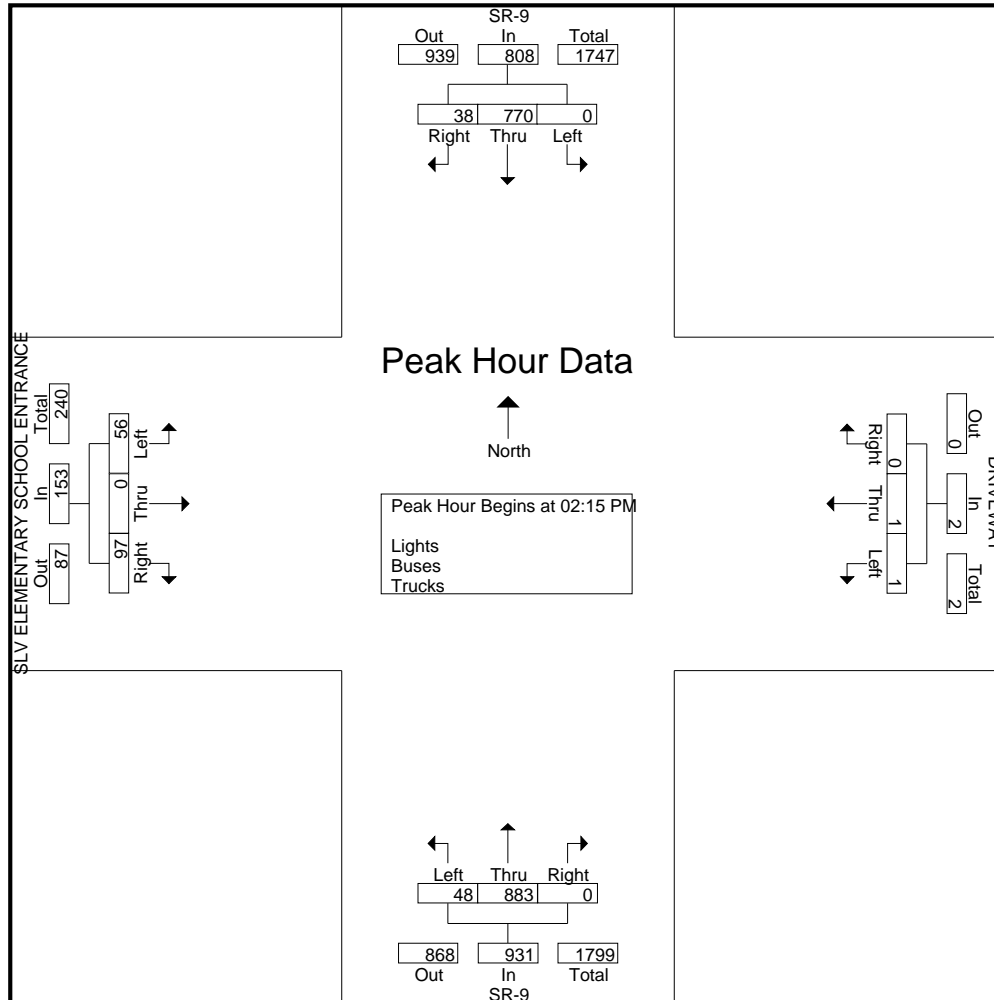 SR-9
Out In Total
939 808 1747
38 770 0
Right Thru Left
Peak Hour Data
North
Peak Hour Begins at 02:15 PM
Lights
Buses
Trucks
SLV ELEMENTARY SCHOOL ENTRANCE
Total In Out
240 153 87
56 0 97
Left Thru Right
DRIVEWAY
Out In Total
0 2 2
0 1 1
Right Thru Left
Left Thru Right
48 883 0
868 931 1799
Out In Total
SR-9